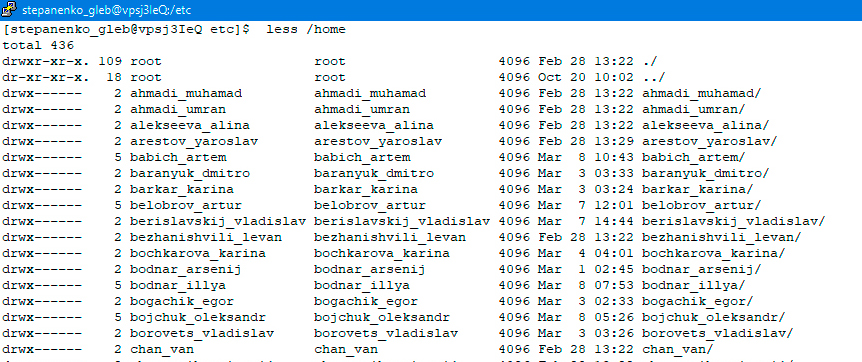 stepanenko_gleb@vpsj3IeQ:/etc
[stepanenko_gleb@vpsj3IeQ etc]$  less /home
total 436
drwxr-xr-x. 109 root                   root                   4096 Feb 28 13:22 ./
dr-xr-xr-x.  18 root                   root                   4096 Oct 20 10:02 ../
drwx------    2 ahmadi_muhamad         ahmadi_muhamad         4096 Feb 28 13:22 ahmadi_muhamad/
drwx------    2 ahmadi_umran           ahmadi_umran           4096 Feb 28 13:22 ahmadi_umran/
drwx------    2 alekseeva_alina        alekseeva_alina        4096 Feb 28 13:22 alekseeva_alina/
drwx------    2 arestov_yaroslav       arestov_yaroslav       4096 Feb 28 13:29 arestov_yaroslav/
drwx------    5 babich_artem           babich_artem           4096 Mar  8 10:43 babich_artem/
drwx------    2 baranyuk_dmitro        baranyuk_dmitro        4096 Mar  3 03:33 baranyuk_dmitro/
drwx------    2 barkar_karina          barkar_karina          4096 Mar  3 03:24 barkar_karina/
drwx------    5 belobrov_artur         belobrov_artur         4096 Mar  7 12:01 belobrov_artur/
drwx------    2 berislavskij_vladislav berislavskij_vladislav 4096 Mar  7 14:44 berislavskij_vladislav/
drwx------    2 bezhanishvili_levan    bezhanishvili_levan    4096 Feb 28 13:22 bezhanishvili_levan/
drwx------    2 bochkarova_karina      bochkarova_karina      4096 Mar  4 04:01 bochkarova_karina/
drwx------    2 bodnar_arsenij         bodnar_arsenij         4096 Mar  1 02:45 bodnar_arsenij/
drwx------    5 bodnar_illya           bodnar_illya           4096 Mar  8 07:53 bodnar_illya/
drwx------    2 bogachik_egor          bogachik_egor          4096 Mar  3 02:33 bogachik_egor/
drwx------    5 bojchuk_oleksandr      bojchuk_oleksandr      4096 Mar  8 05:26 bojchuk_oleksandr/
drwx------    2 borovets_vladislav     borovets_vladislav     4096 Mar  3 03:26 borovets_vladislav/
drwx------    2 chan_van               chan_van               4096 Feb 28 13:22 chan_van/